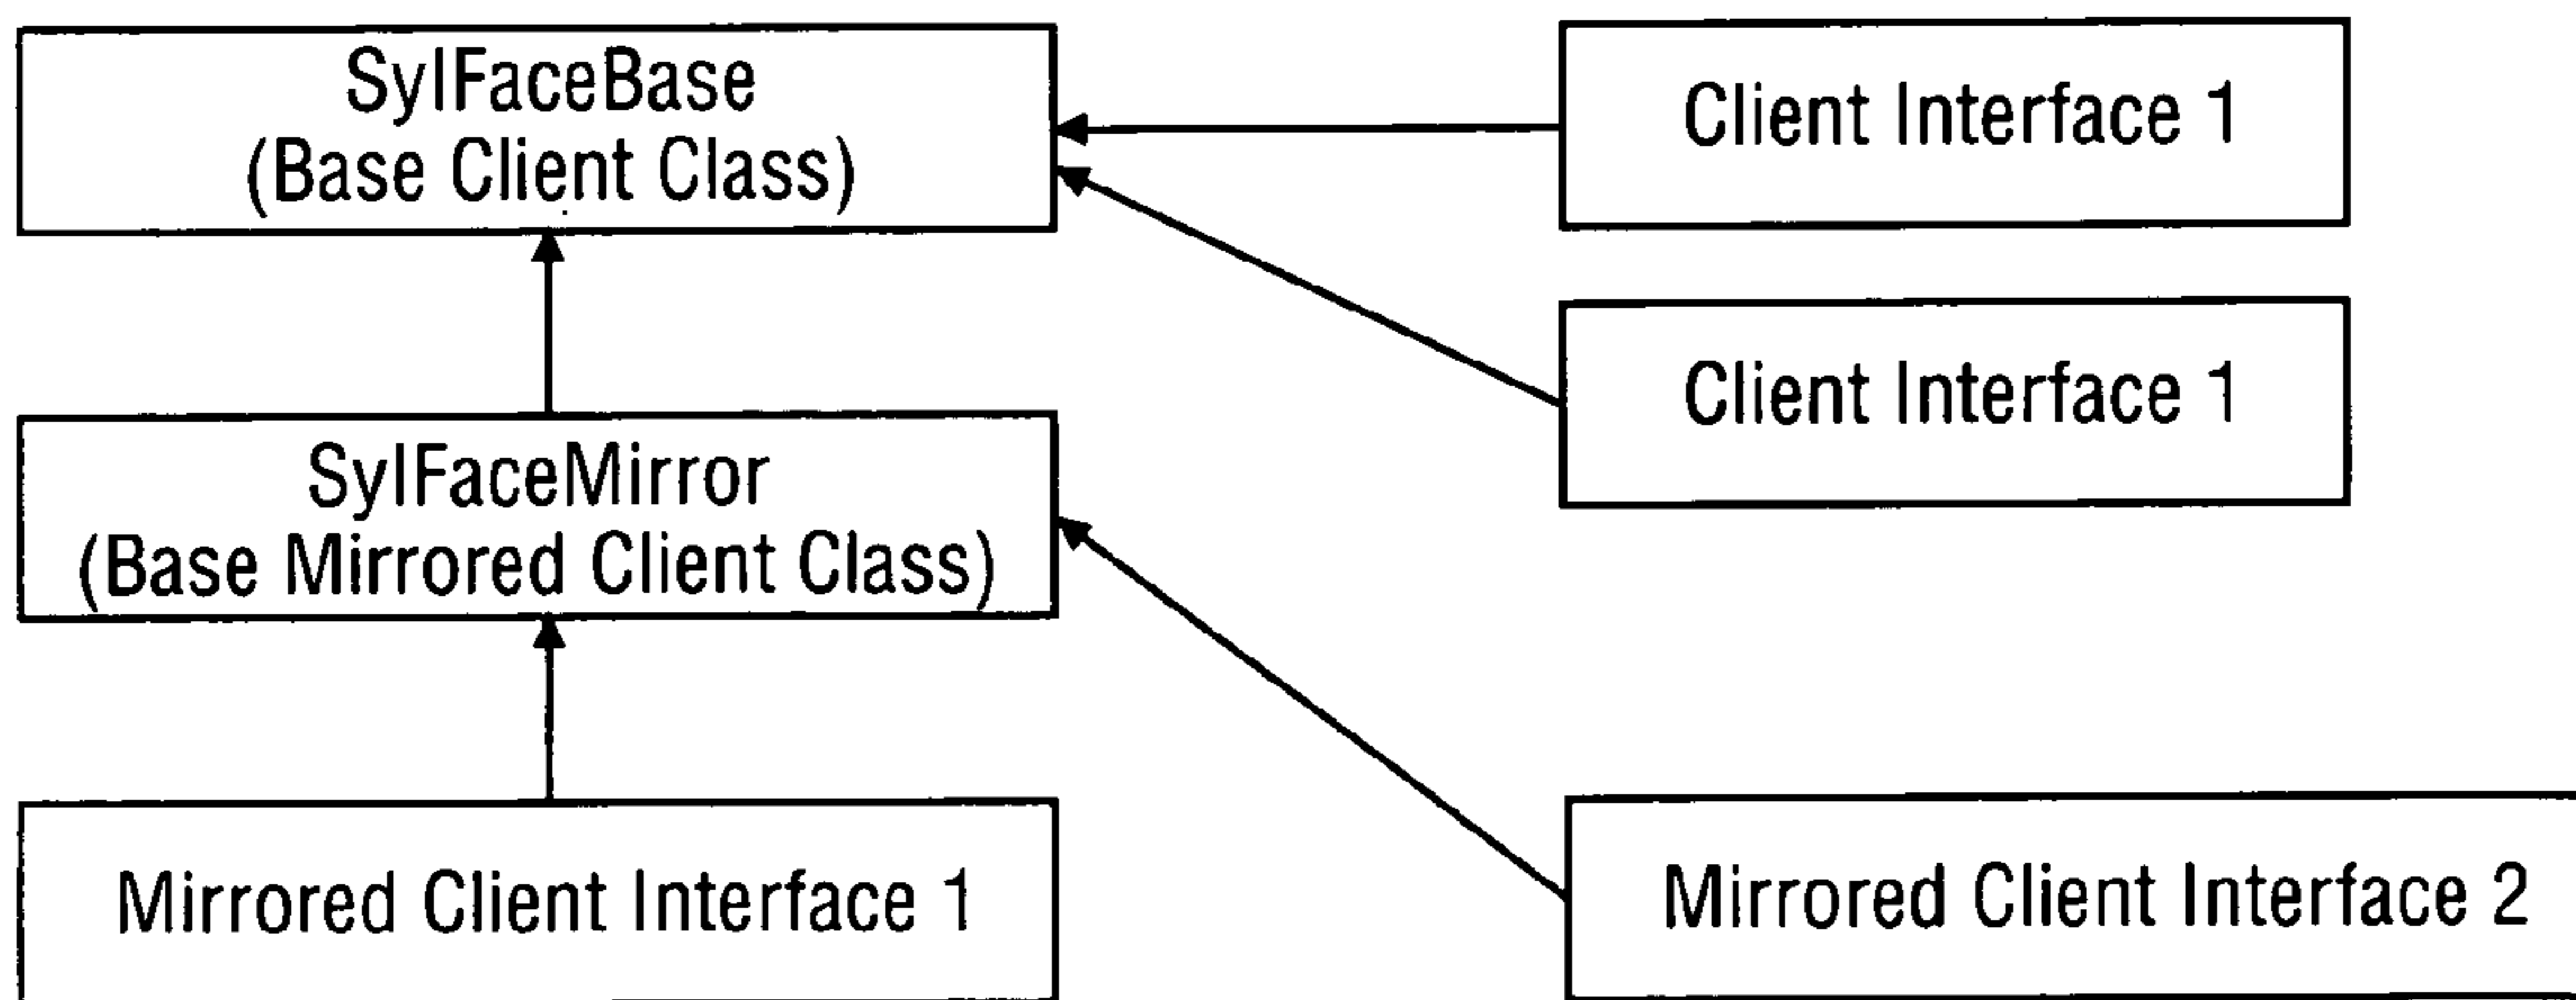 SylFaceBase
(Base Client Class)
Client Interface 1
Client Interface 1
SylFaceMirror
(Base Mirrored Client Class)
Mirrored Client Interface 1
Mirrored Client Interface 2